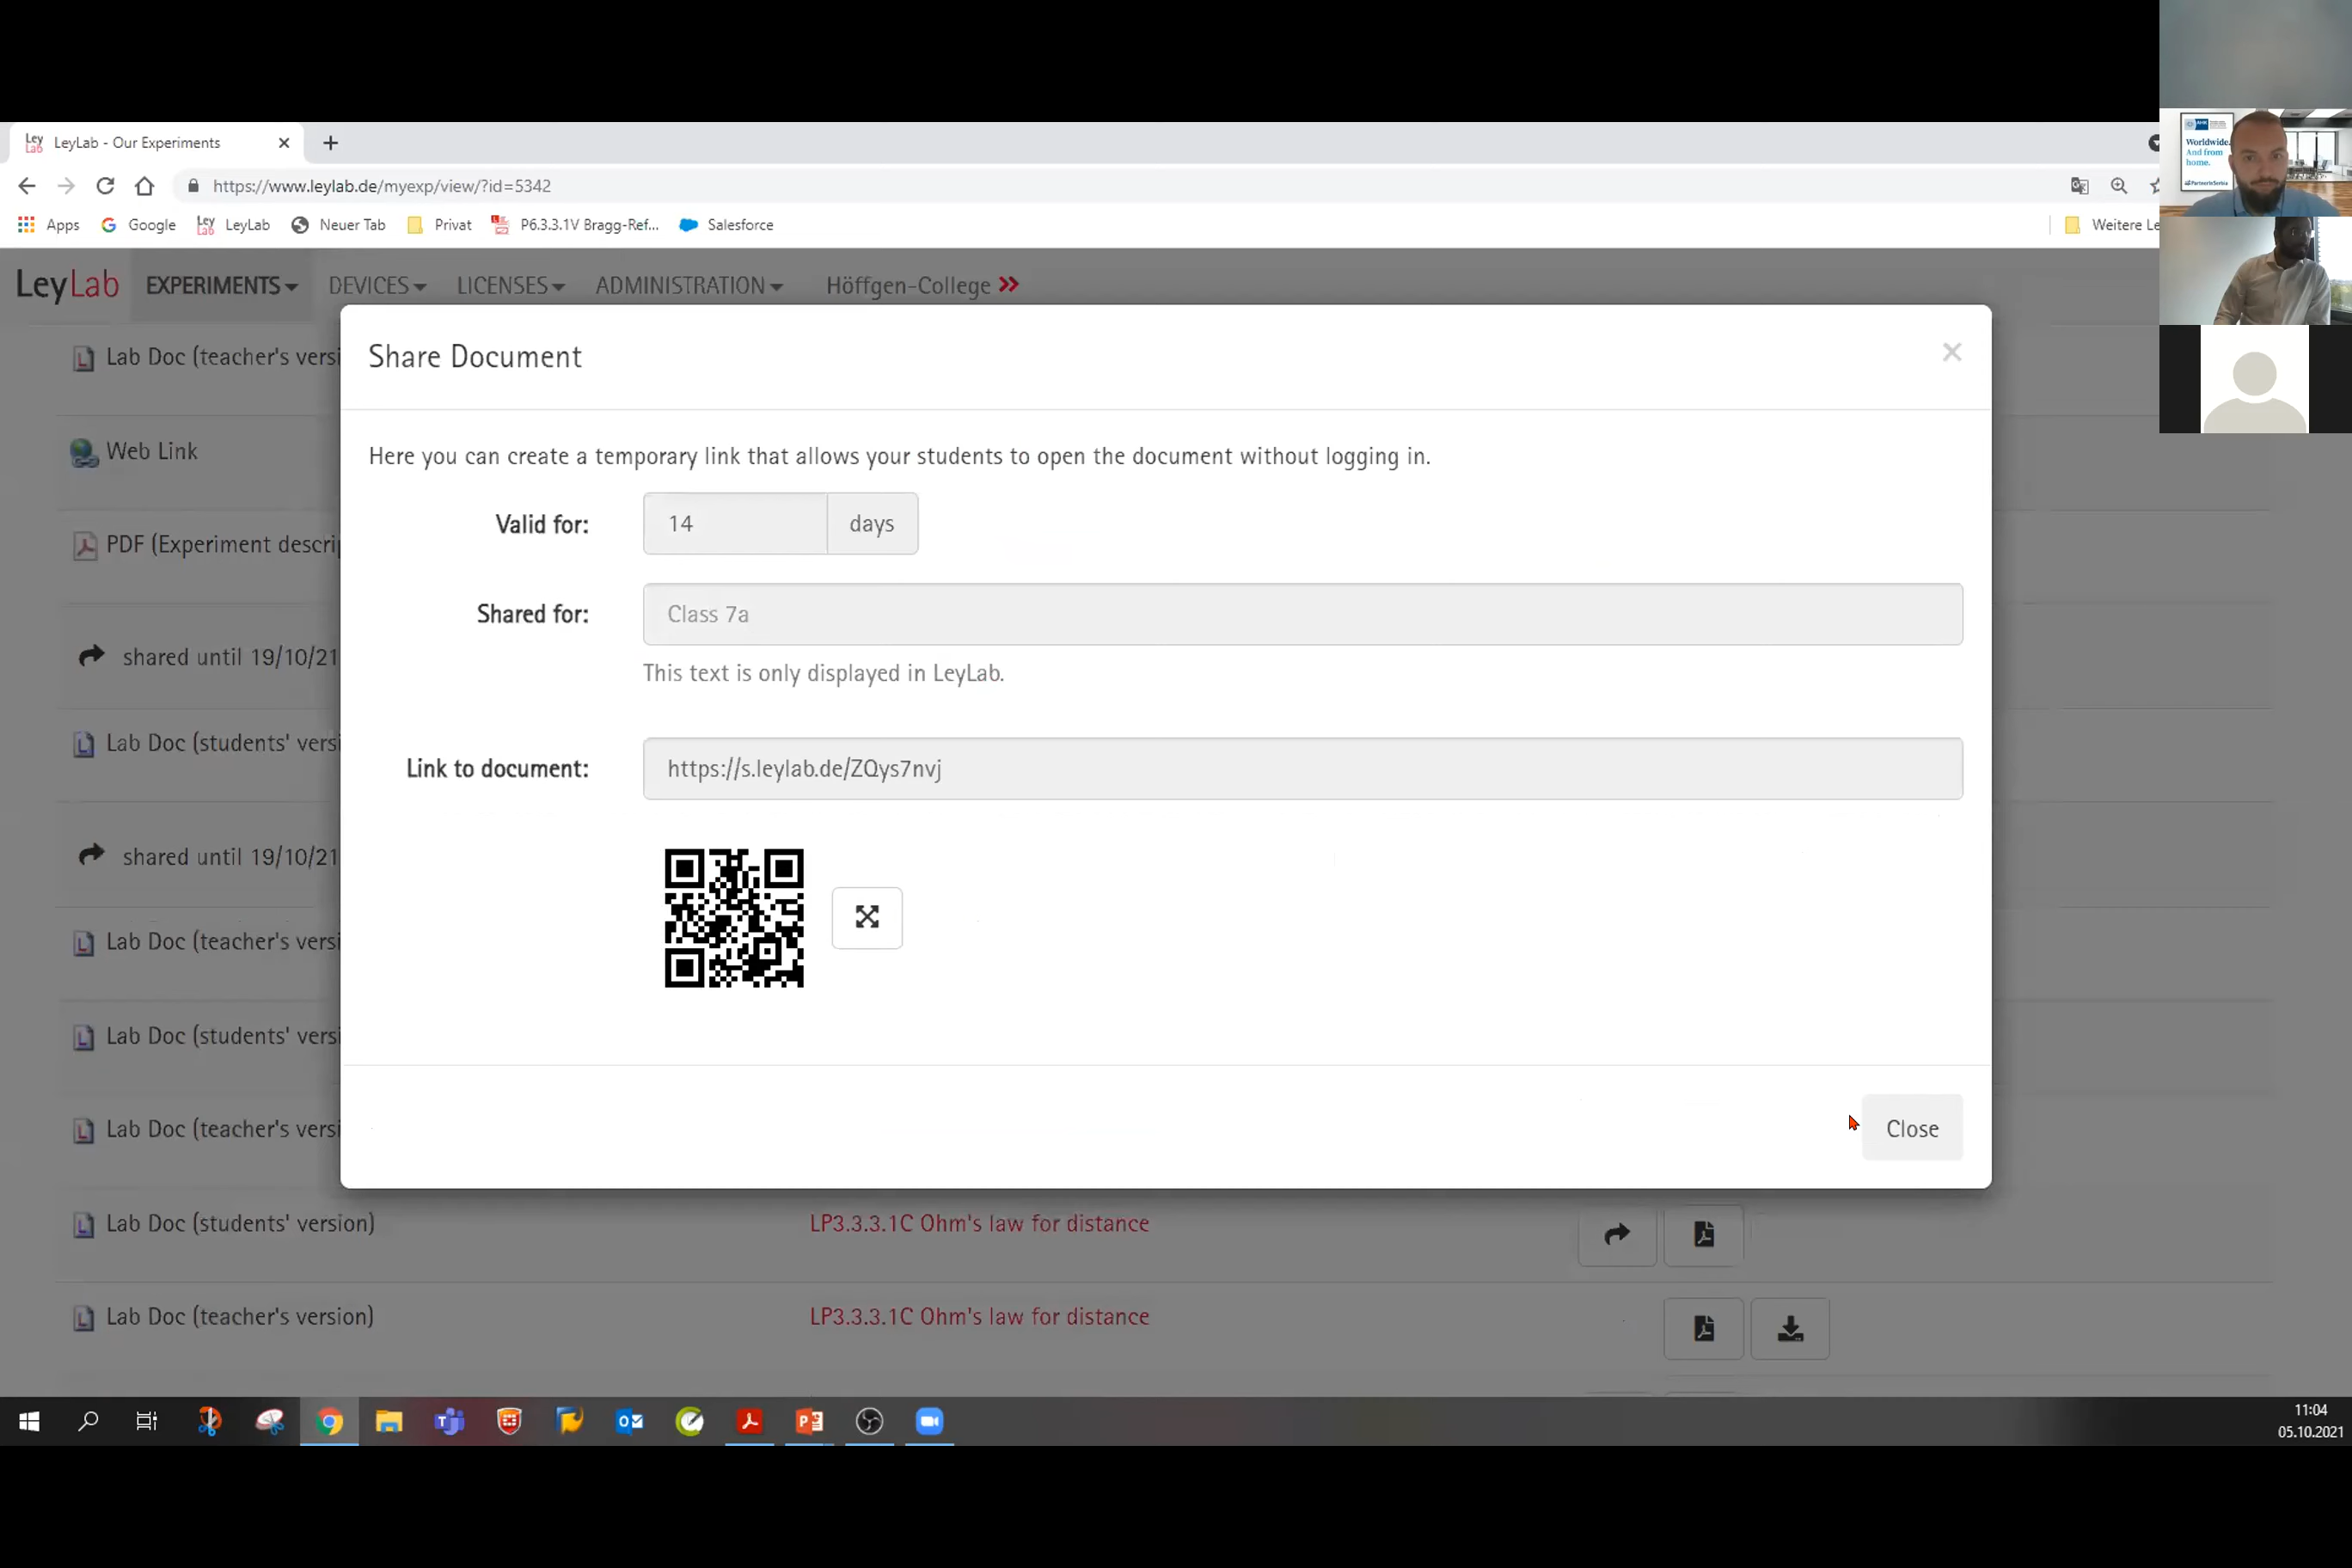 LeyLab - Our Experiments
https://www.leylab.de/myexp/view/?id=5342
Apps Google Ley Lab LeyLab Neuer Tab Privat P6.3.3.1V Bragg-Ref... Salesforce Weitere Le
LeyLab EXPERIMENTS DEVICES LICENSES ADMINISTRATION Höffgen-College
Worldwide.
And from
home.
Share Document
Here you can create a temporary link that allows your students to open the document without logging in.
Valid for: 14 days
Shared for: Class 7a
This text is only displayed in LeyLab.
Link to document: https://s.leylab.de/ZQys7nvj
Close
Lab Doc (teacher's versi
Web Link
PDF (Experiment descrip
shared until 19/10/21
Lab Doc (students' versi
shared until 19/10/21
Lab Doc (teacher's versi
Lab Doc (students' versi
Lab Doc (teacher's versi
Lab Doc (students' version) LP3.3.3.1C Ohm's law for distance
Lab Doc (teacher's version) LP3.3.3.1C Ohm's law for distance
11:04
05.10.2021